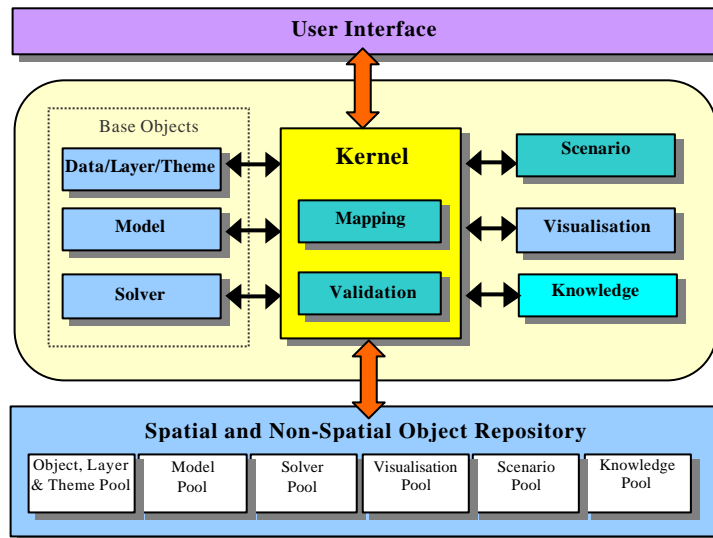 User Interface
Base Objects
Data/Layer/Theme
Model
Solver
Kernel
Mapping
Validation
Scenario
Visualisation
Knowledge
Spatial and Non-Spatial Object Repository
Object, Layer
& Theme Pool
Model
Pool
Solver
Pool
Visualisation
Pool
Scenario
Pool
Knowledge
Pool